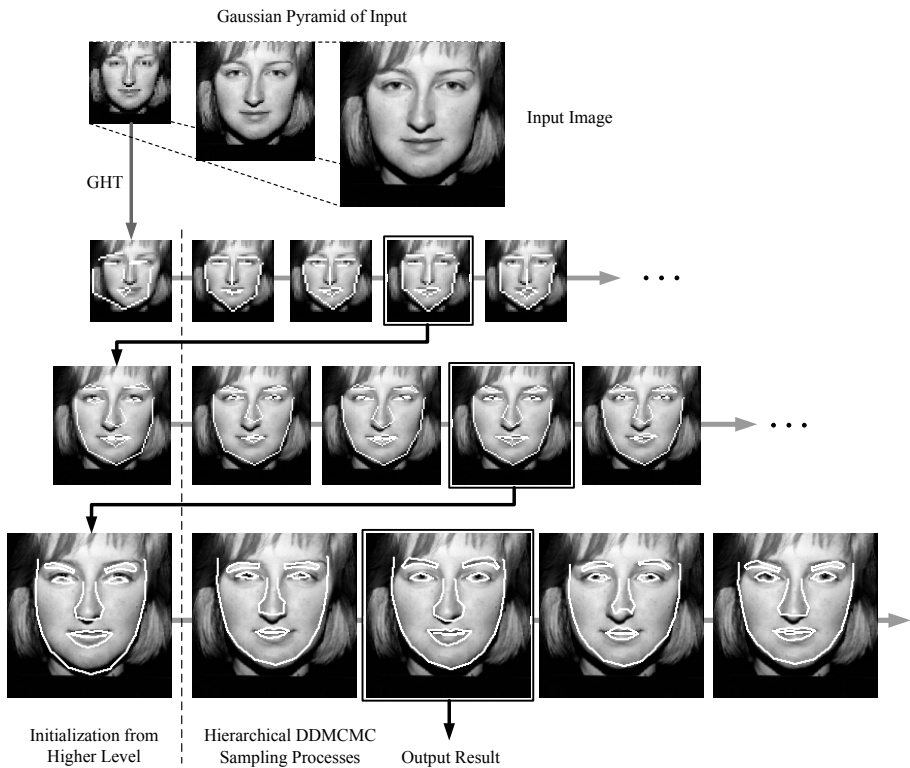 Gaussian Pyramid of Input
Input Image
GHT
• • •
• • •
Initialization from
Higher Level
Hierarchical DDMCMC
Sampling Processes
Output Result